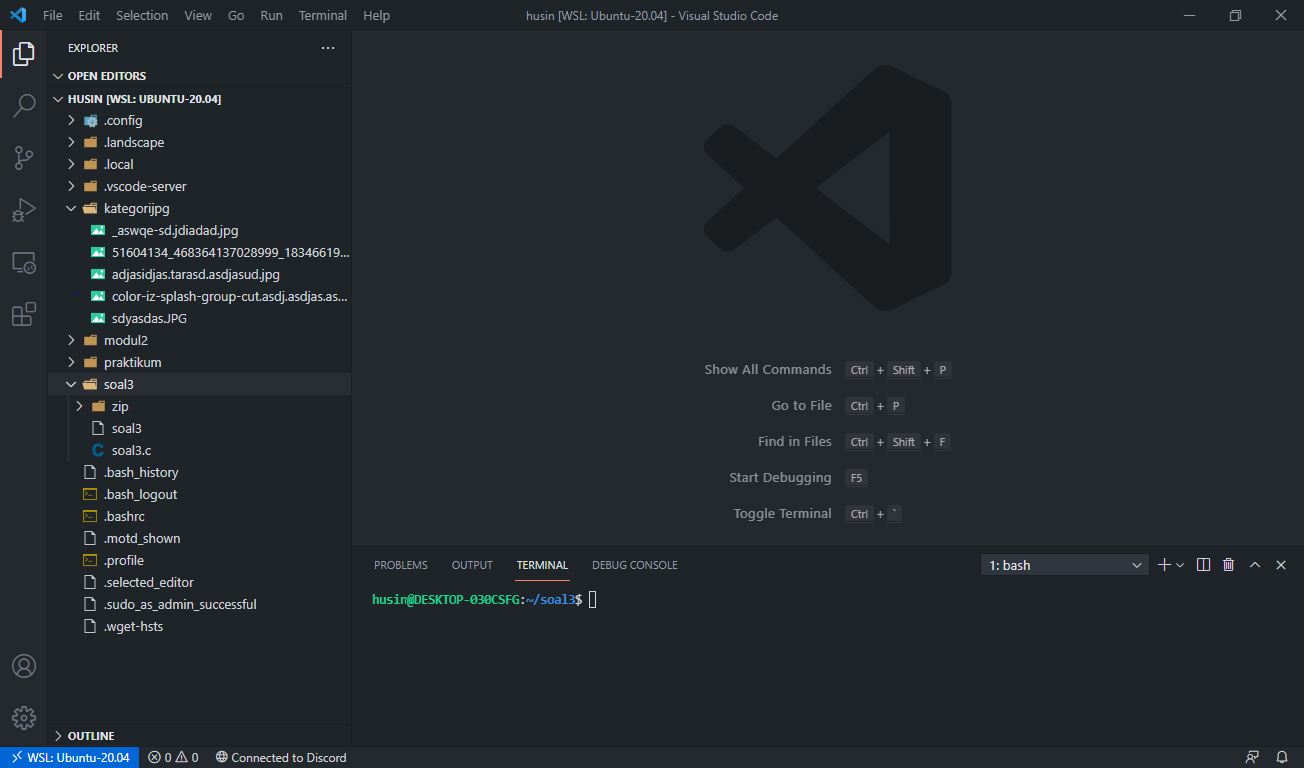 File Edit Selection View Go Run Terminal Help
husin [WSL: Ubuntu-20.04] - Visual Studio Code
EXPLORER
OPEN EDITORS
HUSIN [WSL: UBUNTU-20.04]
.config
.landscape
.local
.vscode-server
kategorijpg
_aswqe-sd.jdiadad.jpg
51604134_468364137028999_18346619...
adjasidjas.tarasd.asdjasud.jpg
color-iz-splash-group-cut.asdj.asdjas.as...
sdyasdas.JPG
modul2
praktikum
soal3
zip
soal3
C soal3.c
.bash_history
.bash_logout
.bashrc
.motd_shown
.profile
.selected_editor
.sudo_as_admin_successful
.wget-hsts
OUTLINE
Show All Commands Ctrl + Shift + P
Go to File Ctrl + P
Find in Files Ctrl + Shift + F
Start Debugging F5
Toggle Terminal Ctrl + `
PROBLEMS OUTPUT TERMINAL DEBUG CONSOLE
1: bash
husin@DESKTOP-030CSFG:~/soal3$
WSL: Ubuntu-20.04 0 0 Connected to Discord